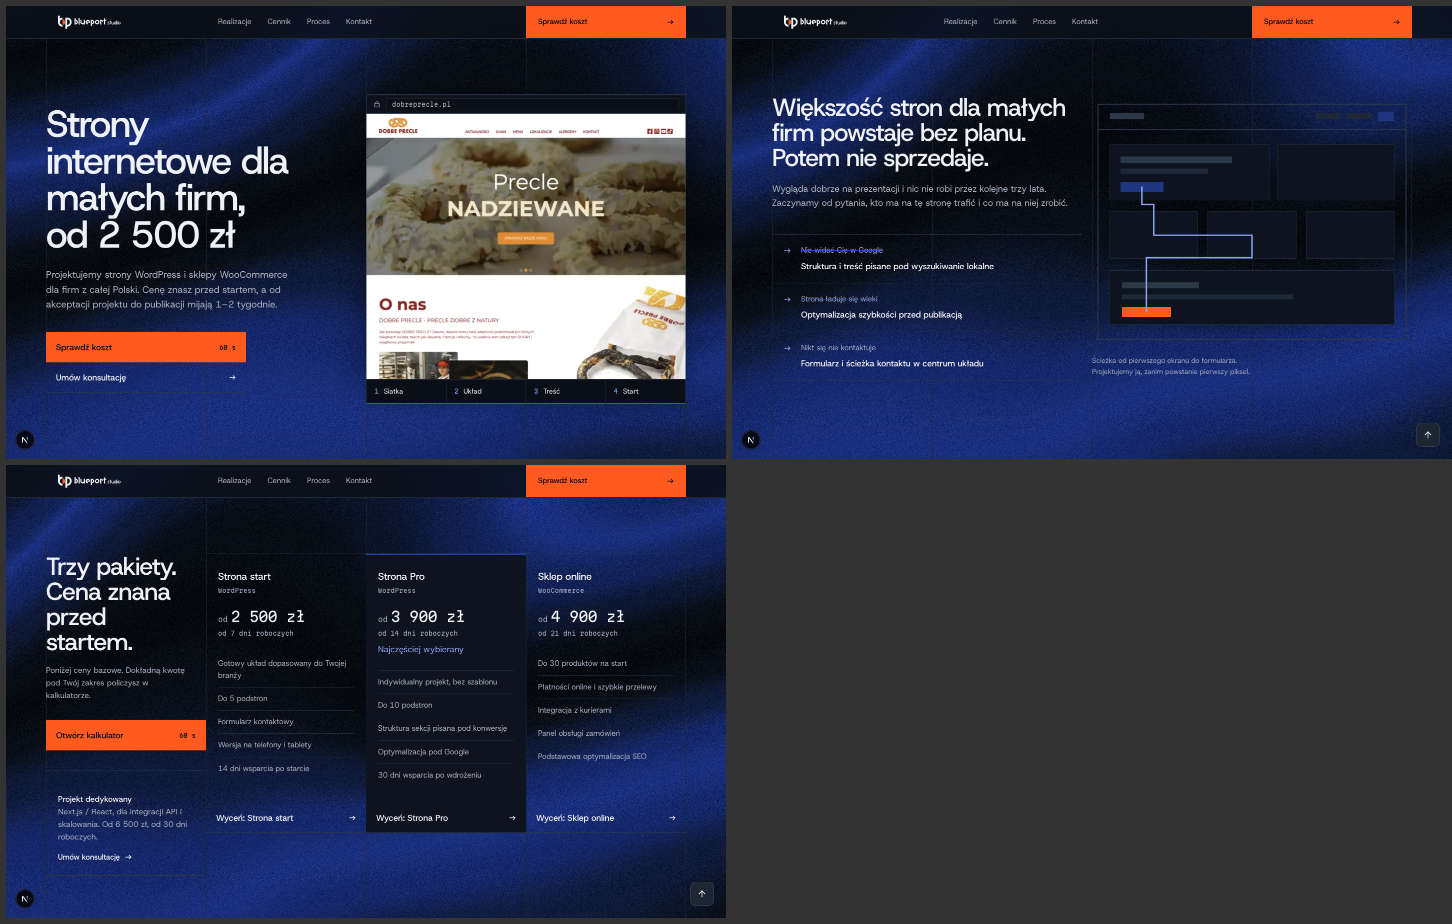 blueport studio
Realizacje
Cennik
Proces
Kontakt
Sprawdź koszt
Strony
internetowe dla
małych firm,
od 2 500 zł
Projektujemy strony WordPress i sklepy WooCommerce
dla firm z całej Polski. Cenę znasz przed startem, a od
akceptacji projektu do publikacji mijają 1–2 tygodnie.
Sprawdź koszt 60 s
Umów konsultację
dobreprecle.pl
DOBRE PRECLE
AKTUALNOŚCI O NAS MENU LOKALIZACJE ALERGENY KONTAKT
Precle
NADZIEWANE
O nas
DOBRE PRECLE - PRECLE DOBRE Z NATURY
1 Siatka
2 Układ
3 Treść
4 Start
N
blueport studio
Realizacje
Cennik
Proces
Kontakt
Sprawdź koszt
Większość stron dla małych
firm powstaje bez planu.
Potem nie sprzedaje.
Wygląda dobrze na prezentacji i nic nie robi przez kolejne trzy lata.
Zaczynamy od pytania, kto ma na tę stronę trafić i co ma na niej zrobić.
Nie widać Cię w Google
Struktura i treść pisane pod wyszukiwanie lokalne
Strona ładuje się wieki
Optymalizacja szybkości przed publikacją
Nikt się nie kontaktuje
Formularz i ścieżka kontaktu w centrum układu
Ścieżka od pierwszego ekranu do formularza.
Projektujemy ją, zanim powstanie pierwszy piksel.
N
blueport studio
Realizacje
Cennik
Proces
Kontakt
Sprawdź koszt
Trzy pakiety.
Cena znana
przed
startem.
Poniżej ceny bazowe. Dokładną kwotę
pod Twój zakres policzysz w
kalkulatorze.
Otwórz kalkulator 60 s
Projekt dedykowany
Next.js / React, dla integracji API i
skalowania. Od 6 500 zł, od 30 dni
roboczych.
Umów konsultację
Strona start
WordPress
od 2 500 zł
od 7 dni roboczych
Gotowy układ dopasowany do Twojej
branży
Do 5 podstron
Formularz kontaktowy
Wersja na telefony i tablety
14 dni wsparcia po starcie
Wyceń: Strona start
Strona Pro
WordPress
od 3 900 zł
od 14 dni roboczych
Najczęściej wybierany
Indywidualny projekt, bez szablonu
Do 10 podstron
Struktura sekcji pisana pod konwersję
Optymalizacja pod Google
30 dni wsparcia po wdrożeniu
Wyceń: Strona Pro
Sklep online
WooCommerce
od 4 900 zł
od 21 dni roboczych
Do 30 produktów na start
Płatności online i szybkie przelewy
Integracja z kurierami
Panel obsługi zamówień
Podstawowa optymalizacja SEO
Wyceń: Sklep online
N